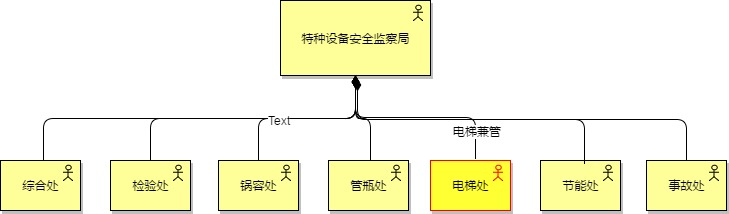 特种设备安全监察局
Text
电梯兼管
综合处
检验处
锅容处
管瓶处
电梯处
节能处
事故处